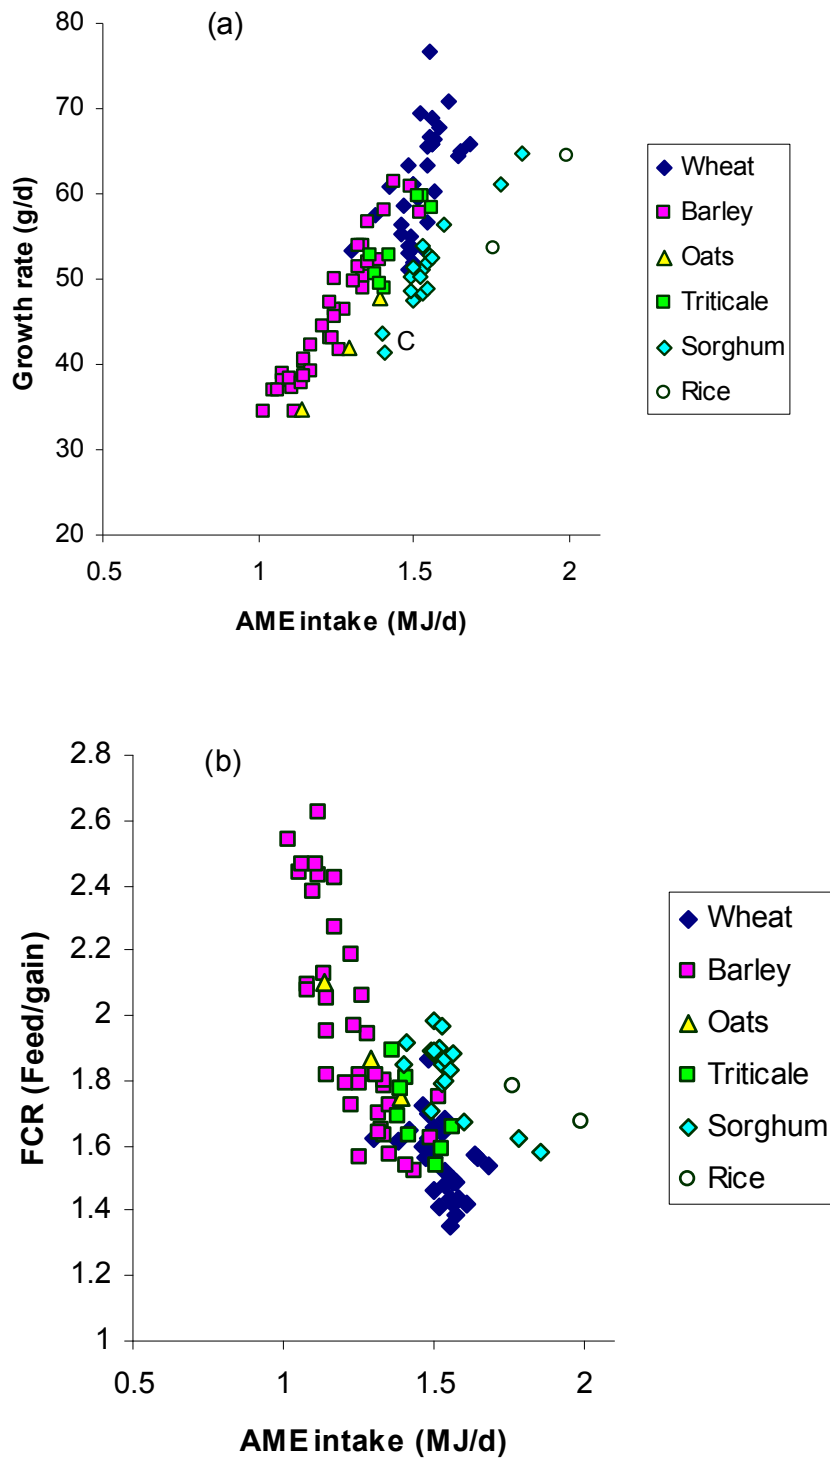 (a)
80
70
60
50
40
30
20
Growth rate (g/d)
C
0.5 1 1.5 2
AME intake (MJ/d)
Wheat
Barley
Oats
Triticale
Sorghum
Rice
(b)
2.8
2.6
2.4
2.2
2
1.8
1.6
1.4
1.2
1
FCR (Feed/gain)
0.5 1 1.5 2
AME intake (MJ/d)
Wheat
Barley
Oats
Triticale
Sorghum
Rice